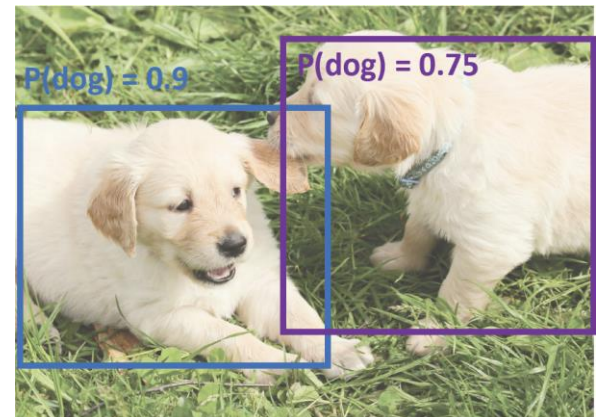 P(dog) = 0.9
P(dog) = 0.75